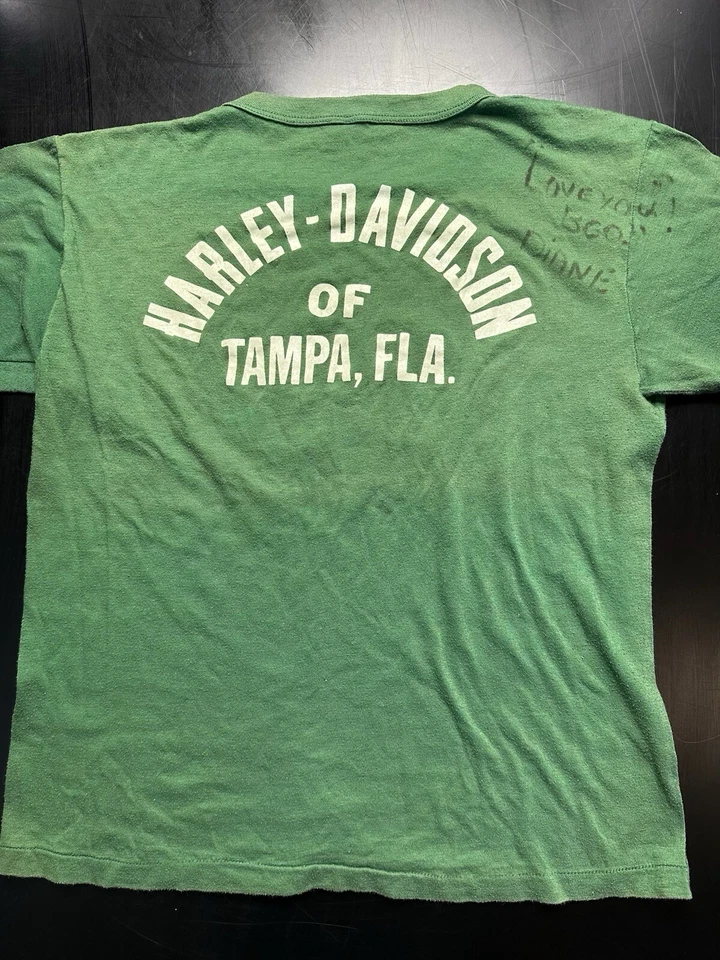 HARLEY-DAVIDSON
OF
TAMPA, FLA.
"LOVE YOU"!
DIANE